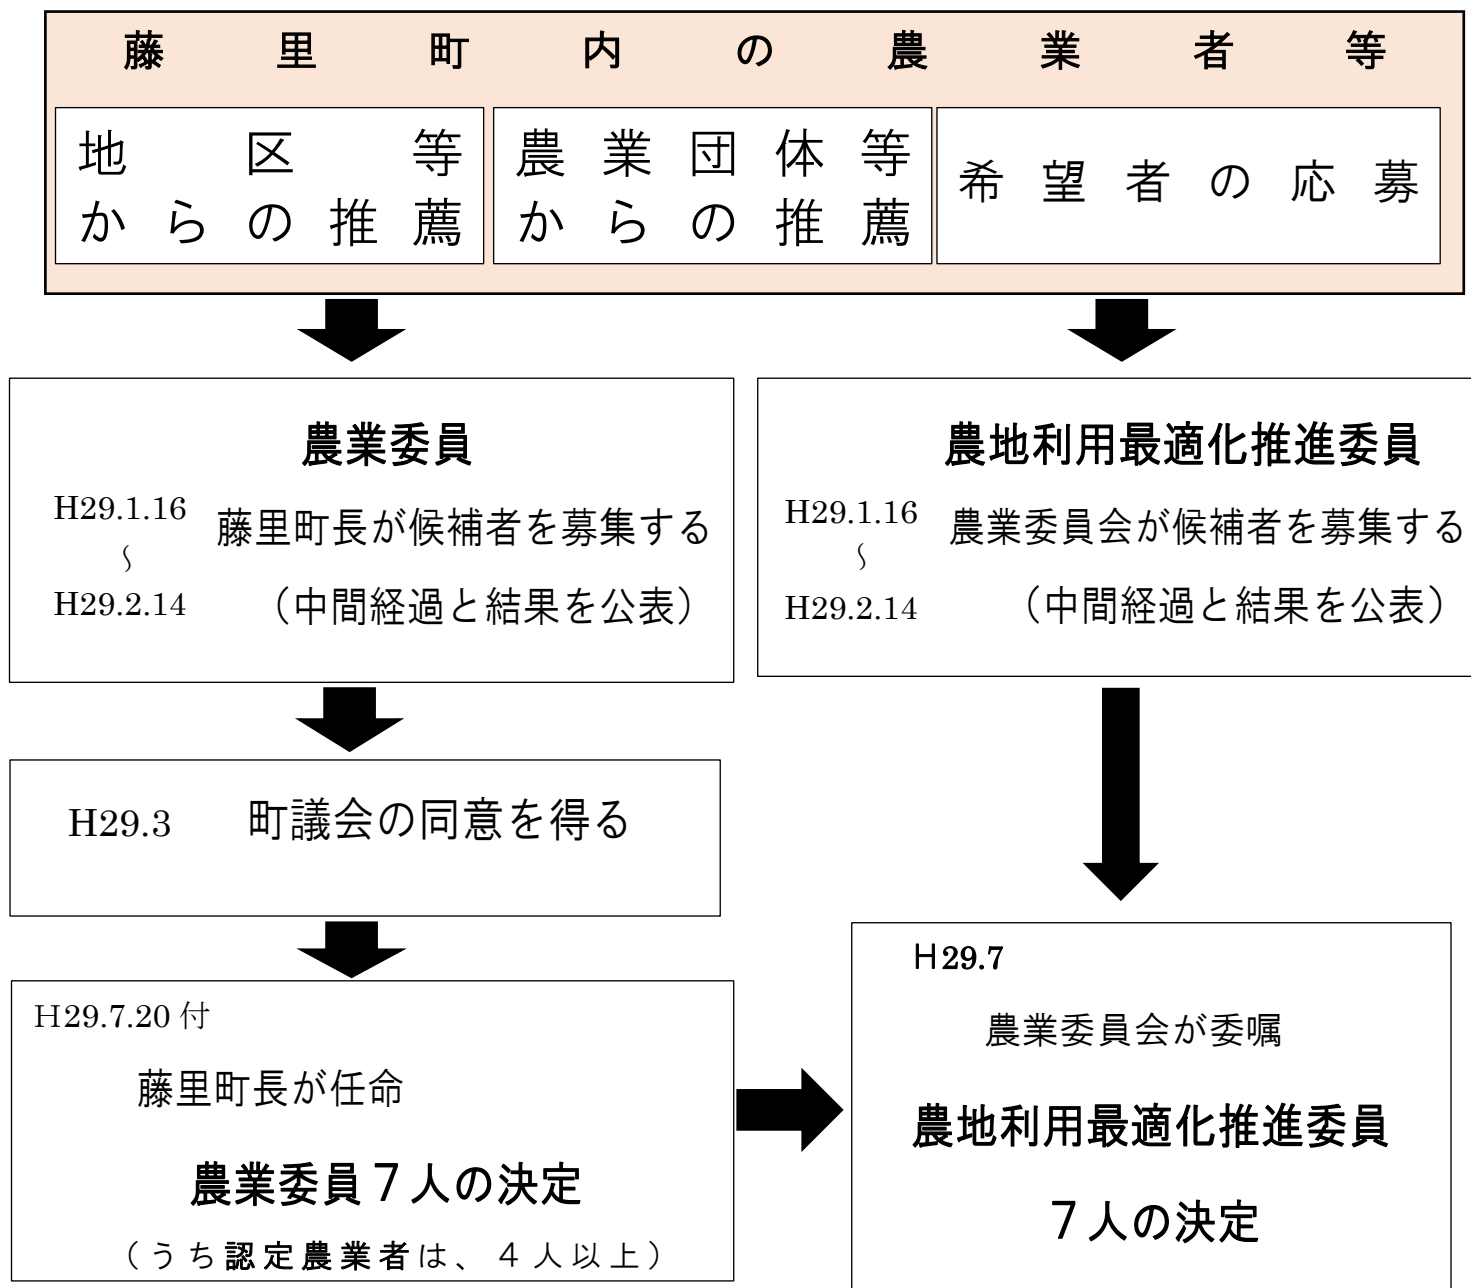 藤里町内の農業者等
地区等
からの推薦
農業団体等
からの推薦
希望者の応募
農業委員
H29.1.16
~
H29.2.14
藤里町長が候補者を募集する
（中間経過と結果を公表）
農地利用最適化推進委員
H29.1.16
~
H29.2.14
農業委員会が候補者を募集する
（中間経過と結果を公表）
H29.3 町議会の同意を得る
H29.7.20付
藤里町長が任命
農業委員７人の決定
（うち認定農業者は、４人以上）
H29.7
農業委員会が委嘱
農地利用最適化推進委員
７人の決定